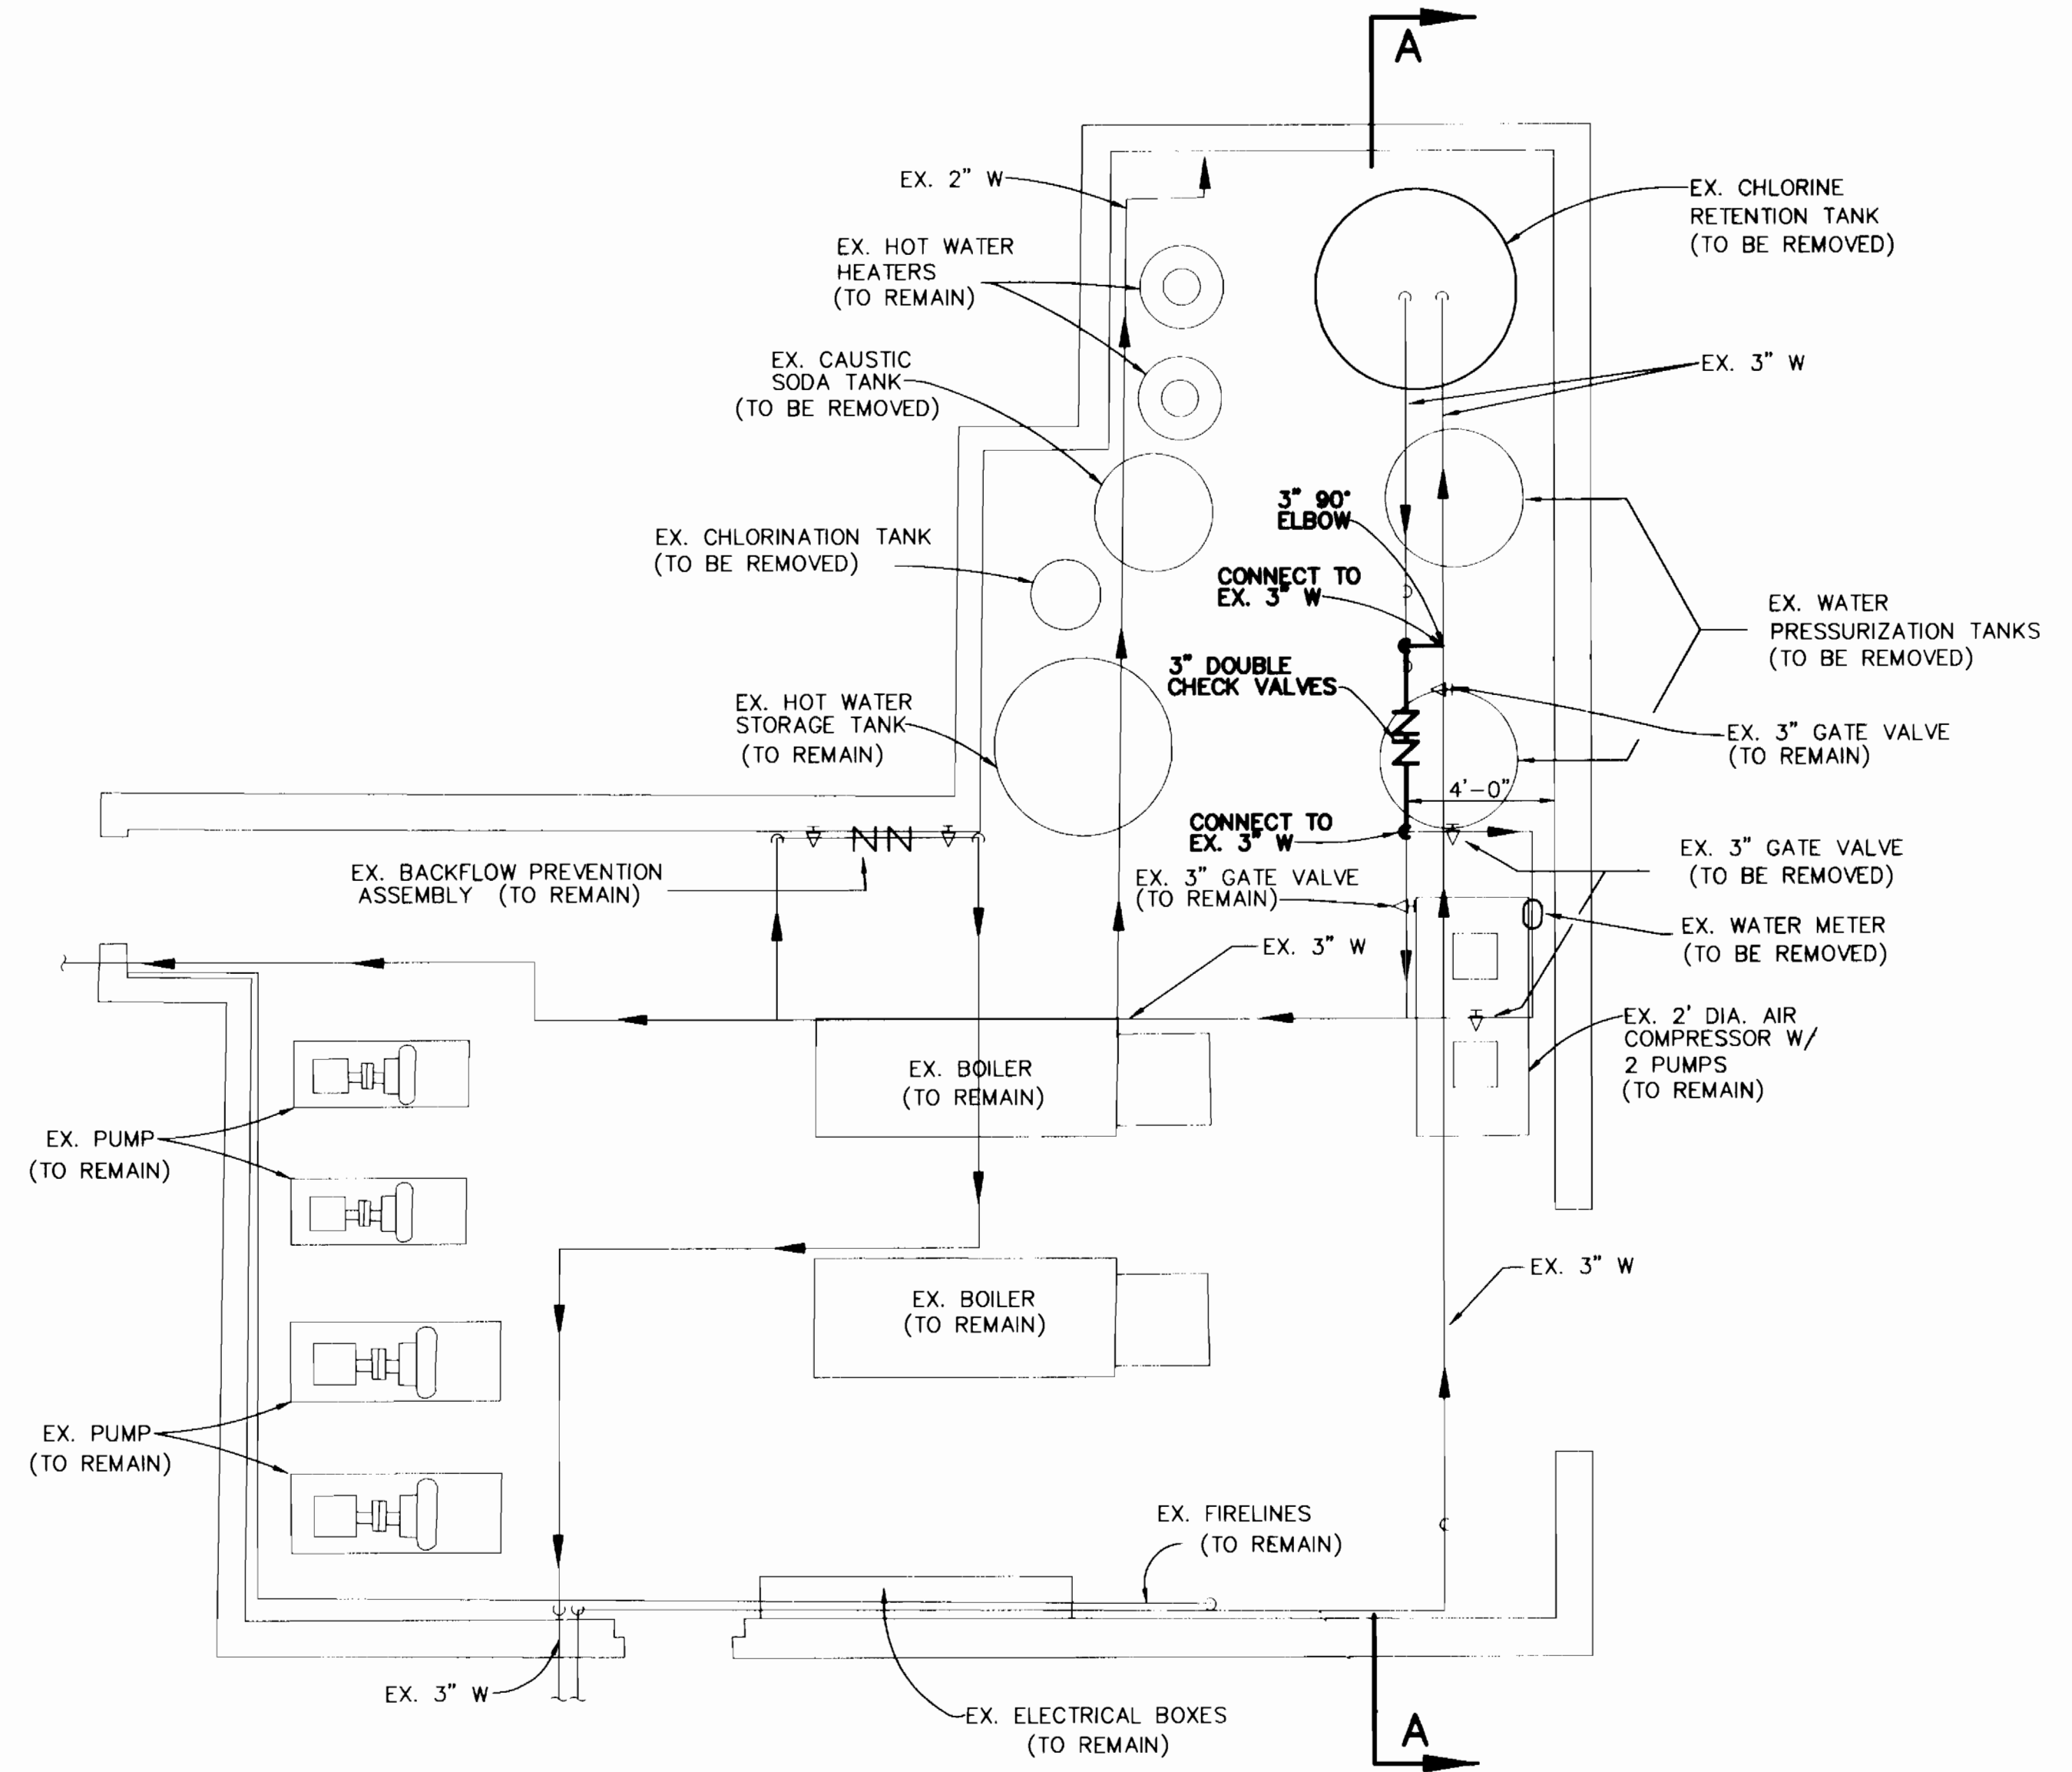 A
EX. 2" W
EX. CHLORINE
RETENTION TANK
(TO BE REMOVED)
EX. HOT WATER
HEATERS
(TO REMAIN)
EX. CAUSTIC
SODA TANK
(TO BE REMOVED)
EX. 3" W
3" 90°
ELBOW
EX. CHLORINATION TANK
(TO BE REMOVED)
CONNECT TO
EX. 3" W
EX. WATER
PRESSURIZATION TANKS
(TO BE REMOVED)
3" DOUBLE
CHECK VALVES
EX. HOT WATER
STORAGE TANK
(TO REMAIN)
EX. 3" GATE VALVE
(TO REMAIN)
4'-0"
CONNECT TO
EX. 3" W
EX. 3" GATE VALVE
(TO BE REMOVED)
EX. BACKFLOW PREVENTION
ASSEMBLY (TO REMAIN)
EX. 3" GATE VALVE
(TO REMAIN)
EX. WATER METER
(TO BE REMOVED)
EX. 3" W
EX. 2' DIA. AIR
COMPRESSOR W/
2 PUMPS
(TO REMAIN)
EX. BOILER
(TO REMAIN)
EX. PUMP
(TO REMAIN)
EX. 3" W
EX. BOILER
(TO REMAIN)
EX. PUMP
(TO REMAIN)
EX. FIRELINES
(TO REMAIN)
EX. 3" W
EX. ELECTRICAL BOXES
(TO REMAIN)
A